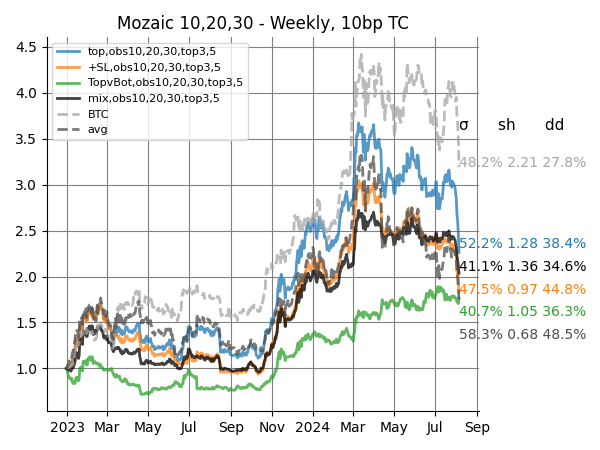 Mozaic 10,20,30 - Weekly, 10bp TC
4.5
4.0
3.5
3.0
2.5
2.0
1.5
1.0
top,obs10,20,30,top3,5
+SL,obs10,20,30,top3,5
TopvBot,obs10,20,30,top3,5
mix,obs10,20,30,top3,5
BTC
avg
σ sh dd
48.2% 2.21 27.8%
52.2% 1.28 38.4%
41.1% 1.36 34.6%
47.5% 0.97 44.8%
40.7% 1.05 36.3%
58.3% 0.68 48.5%
2023 Mar May Jul Sep Nov 2024 Mar May Jul Sep